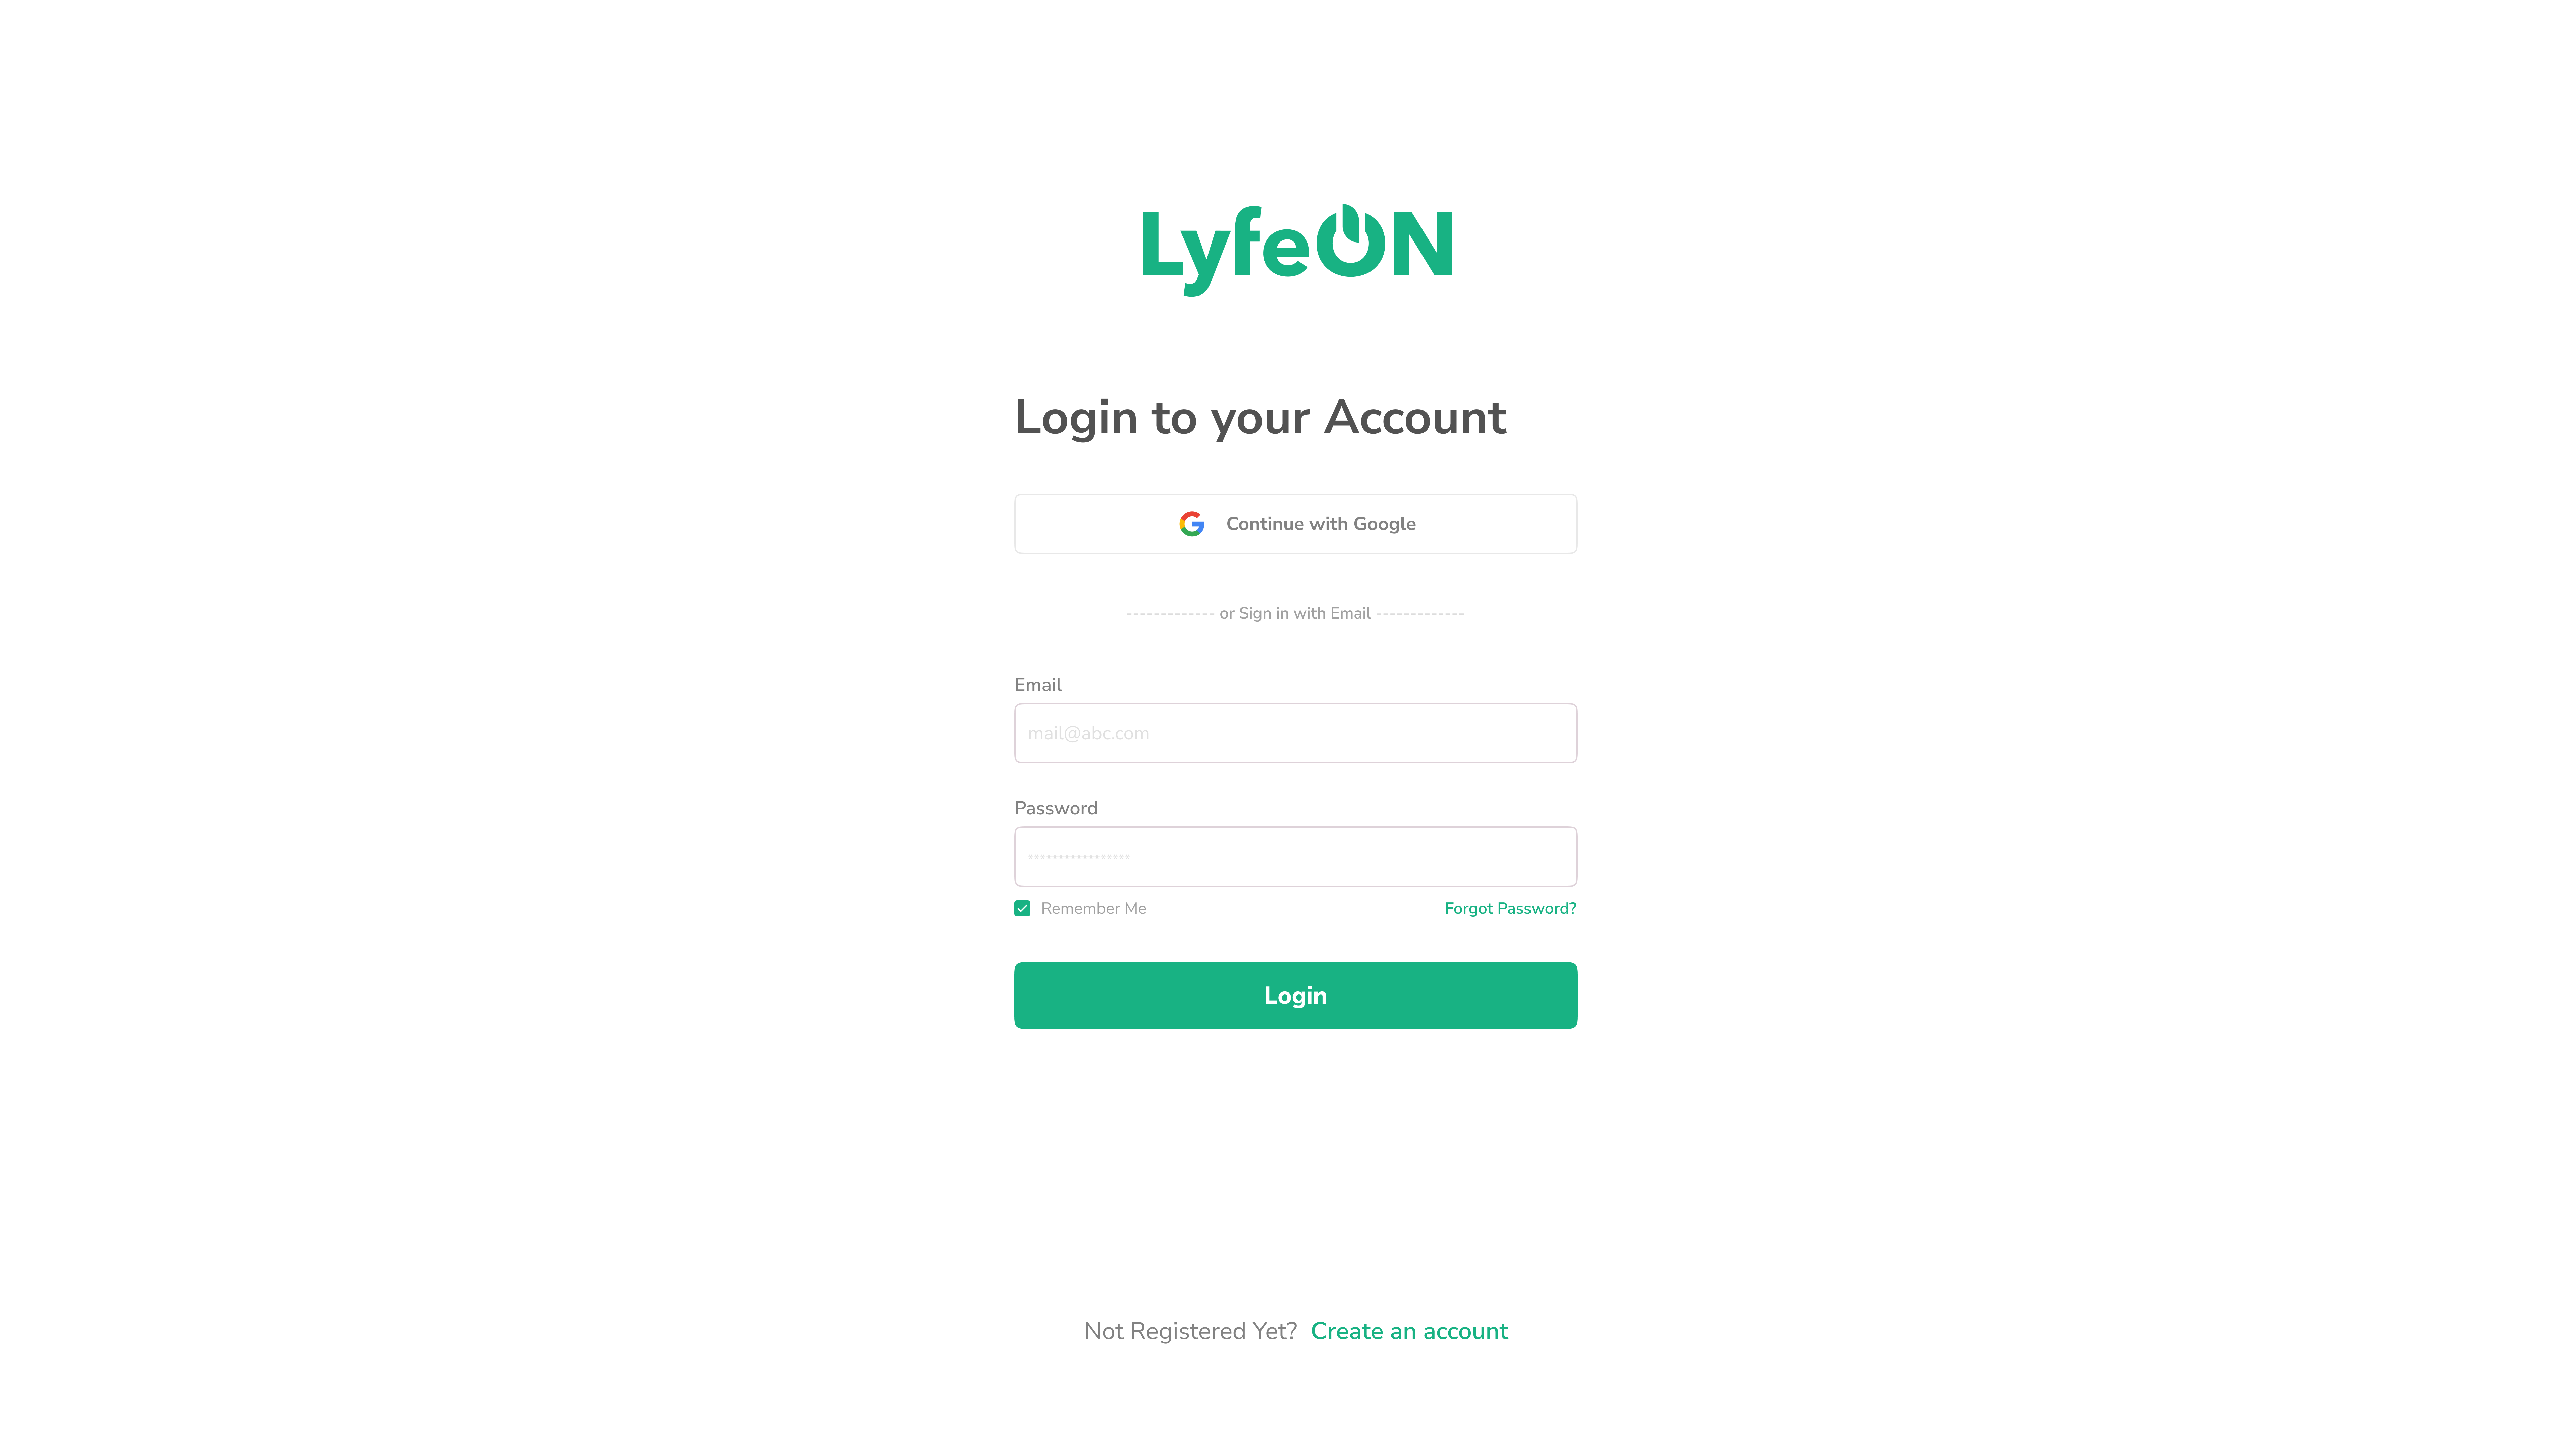 LyfeON
Login to your Account
Continue with Google
------------- or Sign in with Email -------------
Email
mail@abc.com
Password
*****************
Remember Me Forgot Password?
Login
Not Registered Yet? Create an account